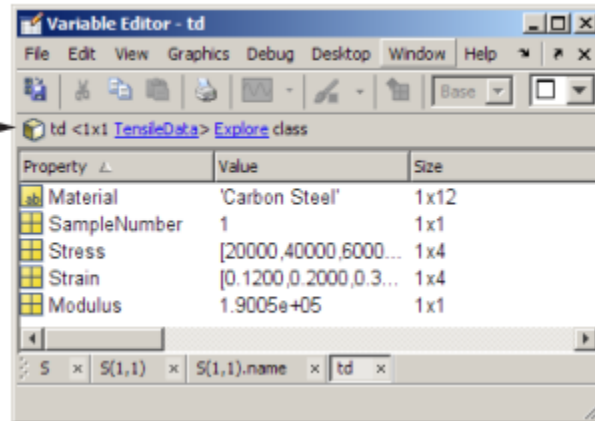 Variable Editor - td
File Edit View Graphics Debug Desktop Window Help
Base
td <1x1 TensileData> Explore class
Property Value Size
ab Material 'Carbon Steel' 1x12
SampleNumber 1 1x1
Stress [20000,40000,6000... 1x4
Strain [0.1200,0.2000,0.3... 1x4
Modulus 1.9005e+05 1x1
S S(1,1) S(1,1).name td